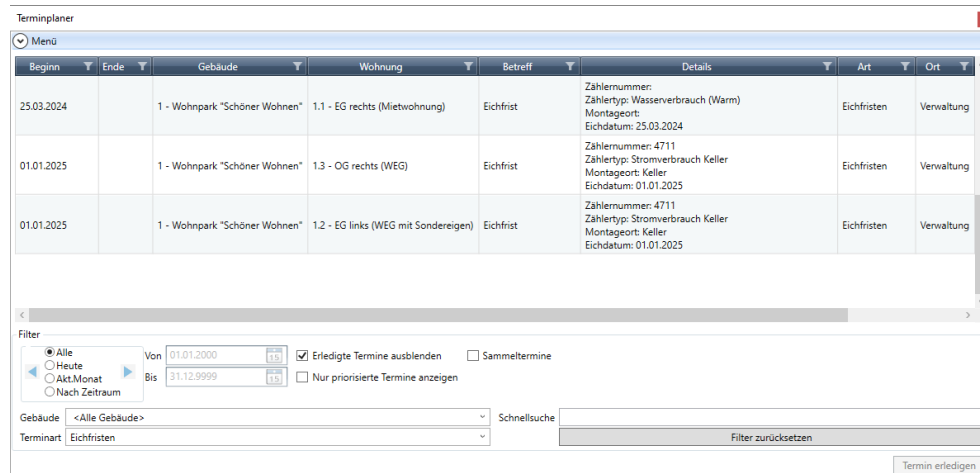 Terminplaner
Menü
Beginn Ende Gebäude Wohnung Betreff Details Art Ort
25.03.2024 1 - Wohnpark "Schöner Wohnen" 1.1 - EG rechts (Mietwohnung) Eichfrist Zählernummer:
Zählertyp: Wasserverbrauch (Warm)
Montageort:
Eichdatum: 25.03.2024 Eichfristen Verwaltung
01.01.2025 1 - Wohnpark "Schöner Wohnen" 1.3 - OG rechts (WEG) Eichfrist Zählernummer: 4711
Zählertyp: Stromverbrauch Keller
Montageort: Keller
Eichdatum: 01.01.2025 Eichfristen Verwaltung
01.01.2025 1 - Wohnpark "Schöner Wohnen" 1.2 - EG links (WEG mit Sondereigen) Eichfrist Zählernummer: 4711
Zählertyp: Stromverbrauch Keller
Montageort: Keller
Eichdatum: 01.01.2025 Eichfristen Verwaltung
Filter
Alle
Heute
Akt.Monat
Nach Zeitraum
Von 01.01.2000 15 Erledigte Termine ausblenden Sammeltermine
Bis 31.12.9999 15 Nur priorisierte Termine anzeigen
Gebäude <Alle Gebäude> Schnellsuche
Terminart Eichfristen Filter zurücksetzen
Termin erledigen